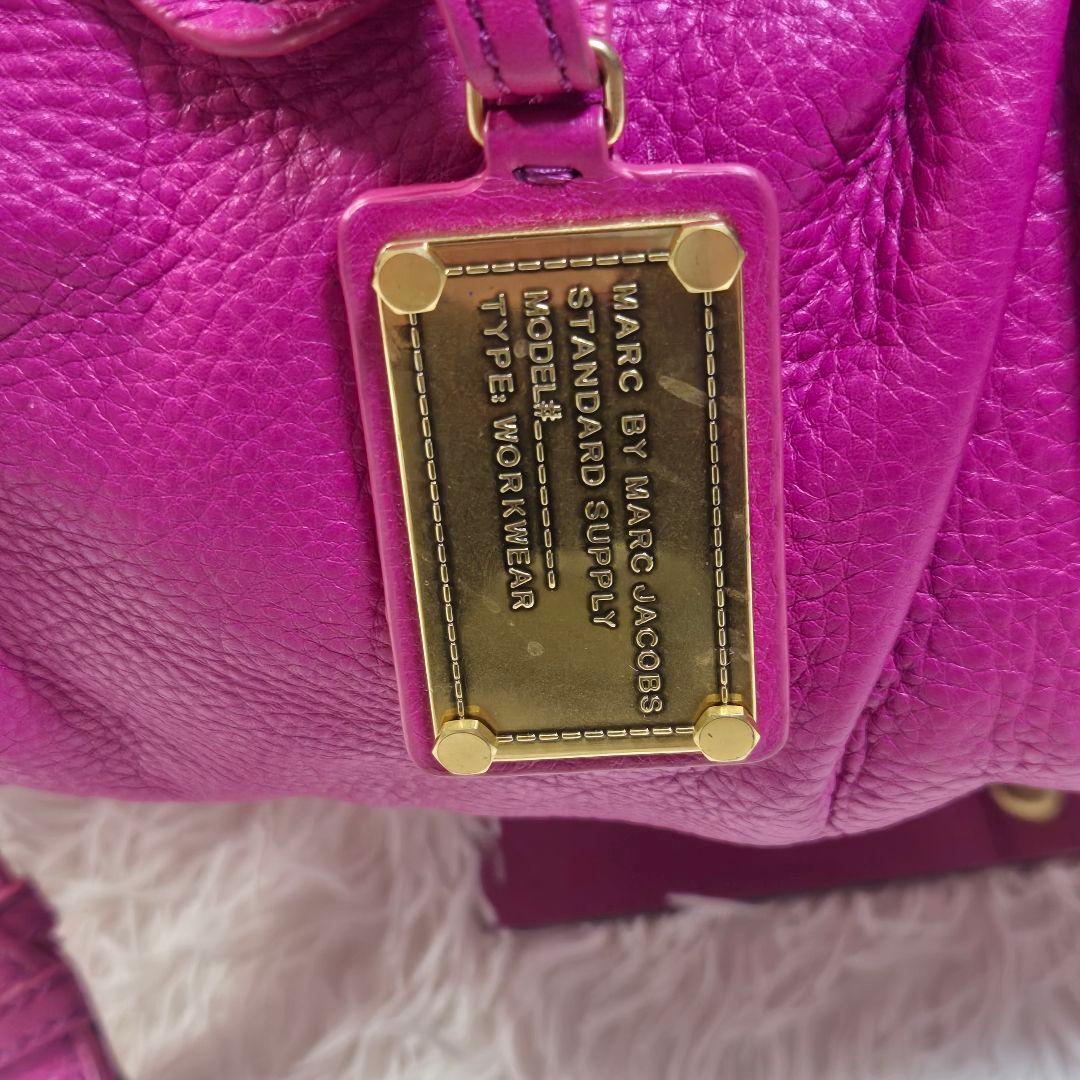 MARC BY MARC JACOBS
STANDARD SUPPLY
MODEL#----------
TYPE: WORKWEAR